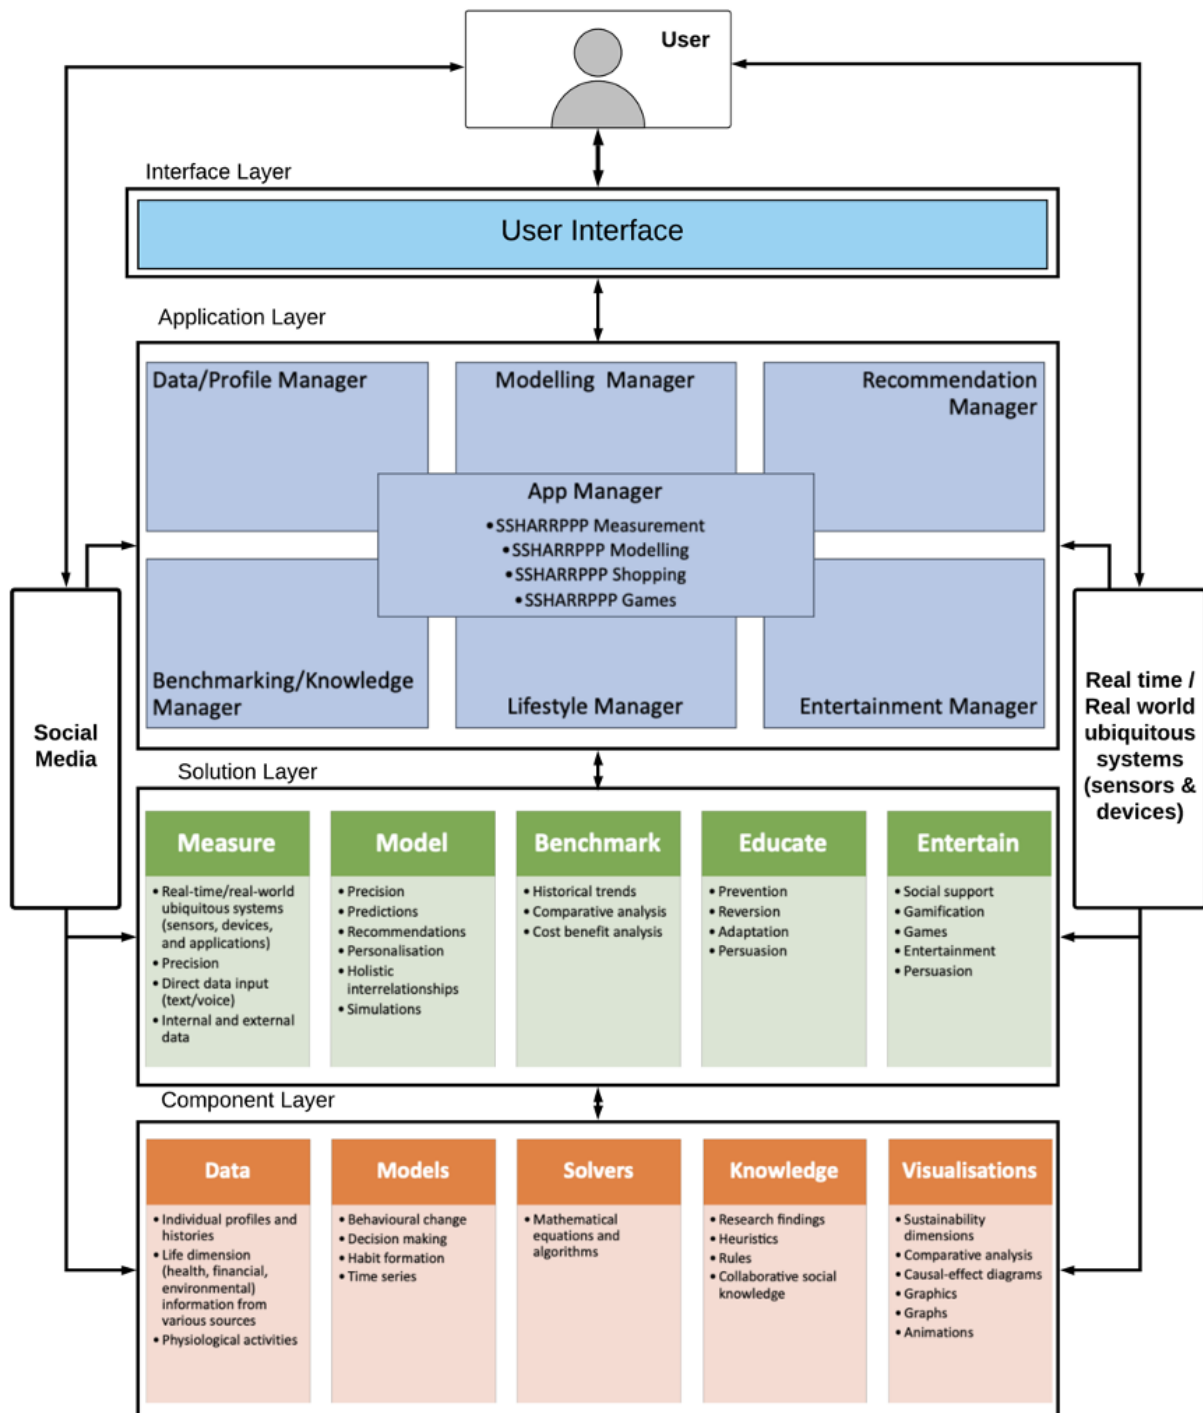 User
Interface Layer
User Interface
Application Layer
Data/Profile Manager
Modelling Manager
Recommendation
Manager
App Manager
• SSHARRPPP Measurement
• SSHARRPPP Modelling
• SSHARRPPP Shopping
• SSHARRPPP Games
Benchmarking/Knowledge
Manager
Lifestyle Manager
Entertainment Manager
Social
Media
Real time /
Real world
ubiquitous
systems
(sensors &
devices)
Solution Layer
Measure
• Real-time/real-world
ubiquitous systems
(sensors, devices,
and applications)
• Precision
• Direct data input
(text/voice)
• Internal and external
data
Model
• Precision
• Predictions
• Recommendations
• Personalisation
• Holistic
interrelationships
• Simulations
Benchmark
• Historical trends
• Comparative analysis
• Cost benefit analysis
Educate
• Prevention
• Reversion
• Adaptation
• Persuasion
Entertain
• Social support
• Gamification
• Games
• Entertainment
• Persuasion
Component Layer
Data
• Individual profiles and
histories
• Life dimension
(health, financial,
environmental)
information from
various sources
• Physiological activities
Models
• Behavioural change
• Decision making
• Habit formation
• Time series
Solvers
• Mathematical
equations and
algorithms
Knowledge
• Research findings
• Heuristics
• Rules
• Collaborative social
knowledge
Visualisations
• Sustainability
dimensions
• Comparative analysis
• Causal-effect diagrams
• Graphics
• Graphs
• Animations